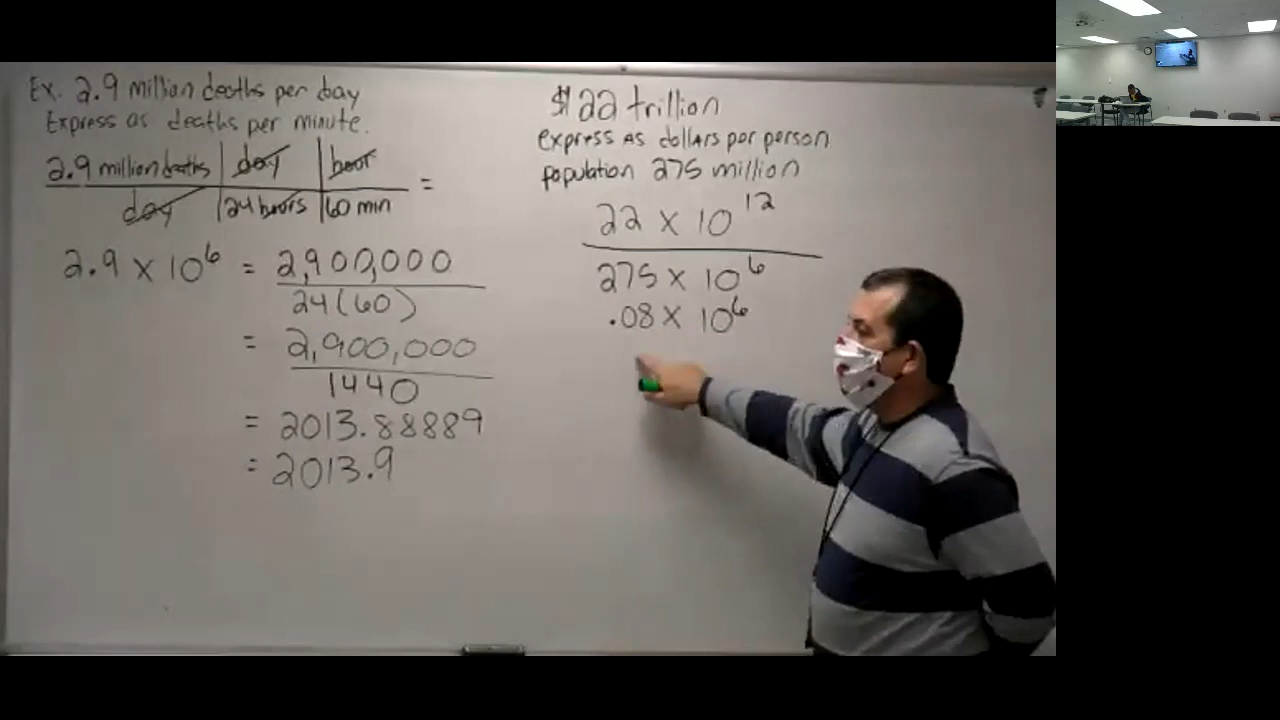 Ex. 2.9 million deaths per day
Express as deaths per minute.
2.9 million deaths | day | hour
day | 24 hours | 60 min =
2.9 x 10^6 = 2,900,000
24(60)
= 2,900,000
1440
= 2013.88889
= 2013.9
$22 trillion
express as dollars per person
population 275 million
22 x 10^12
275 x 10^6
.08 x 10^6